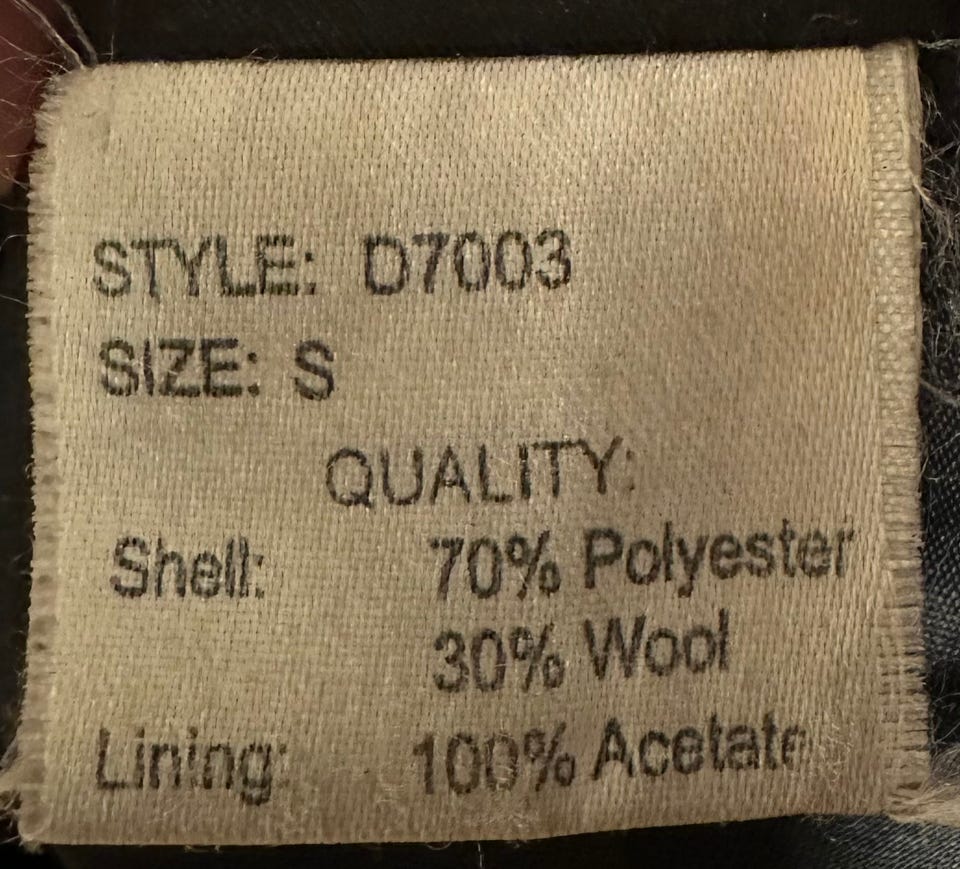 STYLE: D7003
SIZE: S
QUALITY:
Shell: 70% Polyester
30% Wool
Lining: 100% Acetate